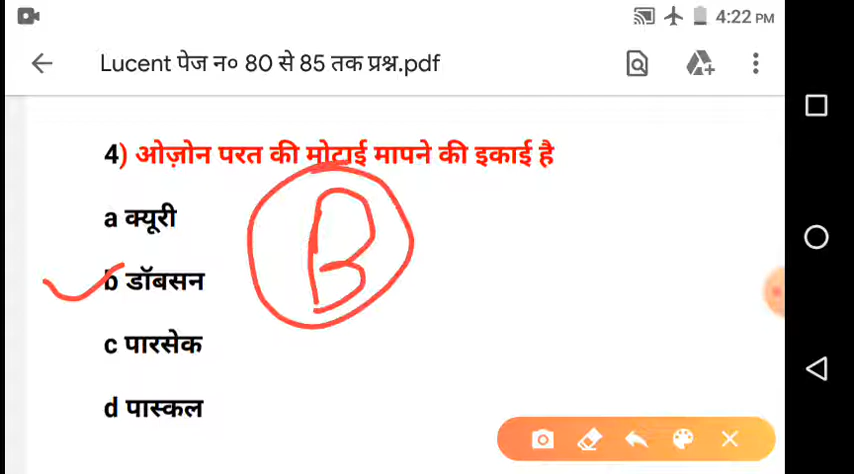 4:22 PM
Lucent पेज न० 80 से 85 तक प्रश्न.pdf
4) ओज़ोन परत की मोटाई मापने की इकाई है
a क्यूरी
B
b डॉबसन
c पारसेक
d पास्कल